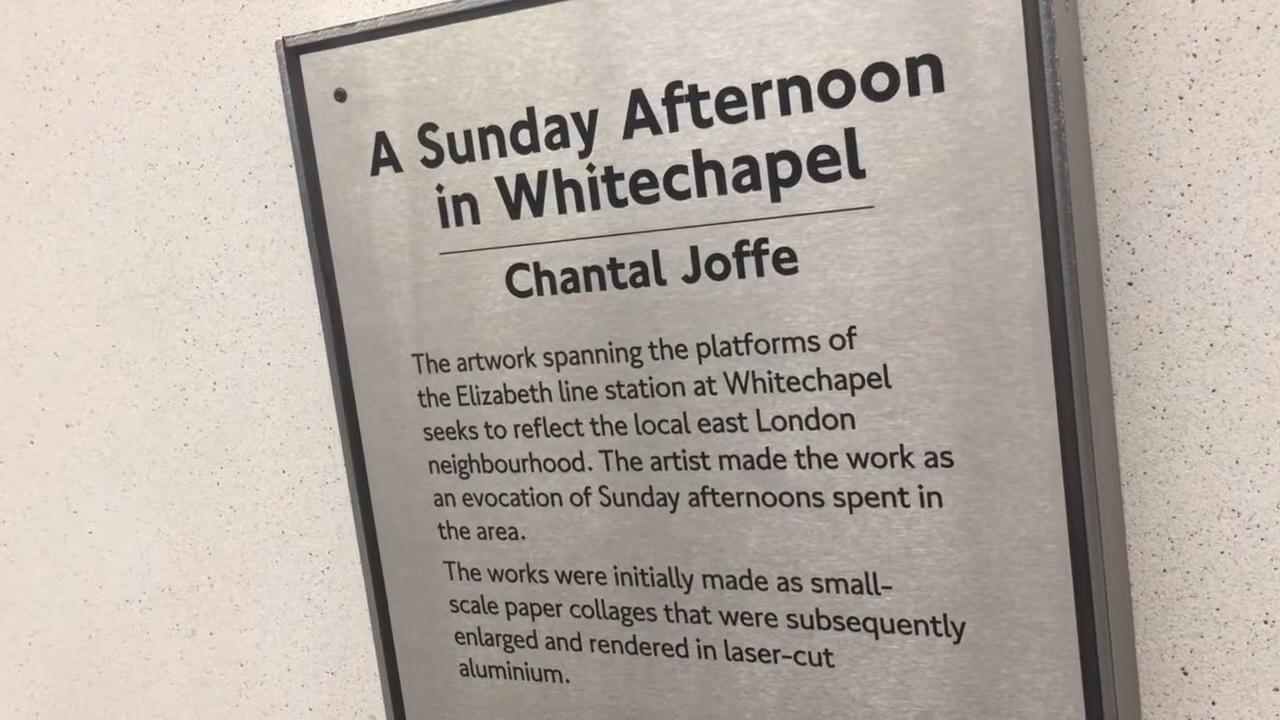 A Sunday Afternoon
in Whitechapel
Chantal Joffe
The artwork spanning the platforms of
the Elizabeth line station at Whitechapel
seeks to reflect the local east London
neighbourhood. The artist made the work as
an evocation of Sunday afternoons spent in
the area.
The works were initially made as small-
scale paper collages that were subsequently
enlarged and rendered in laser-cut
aluminium.